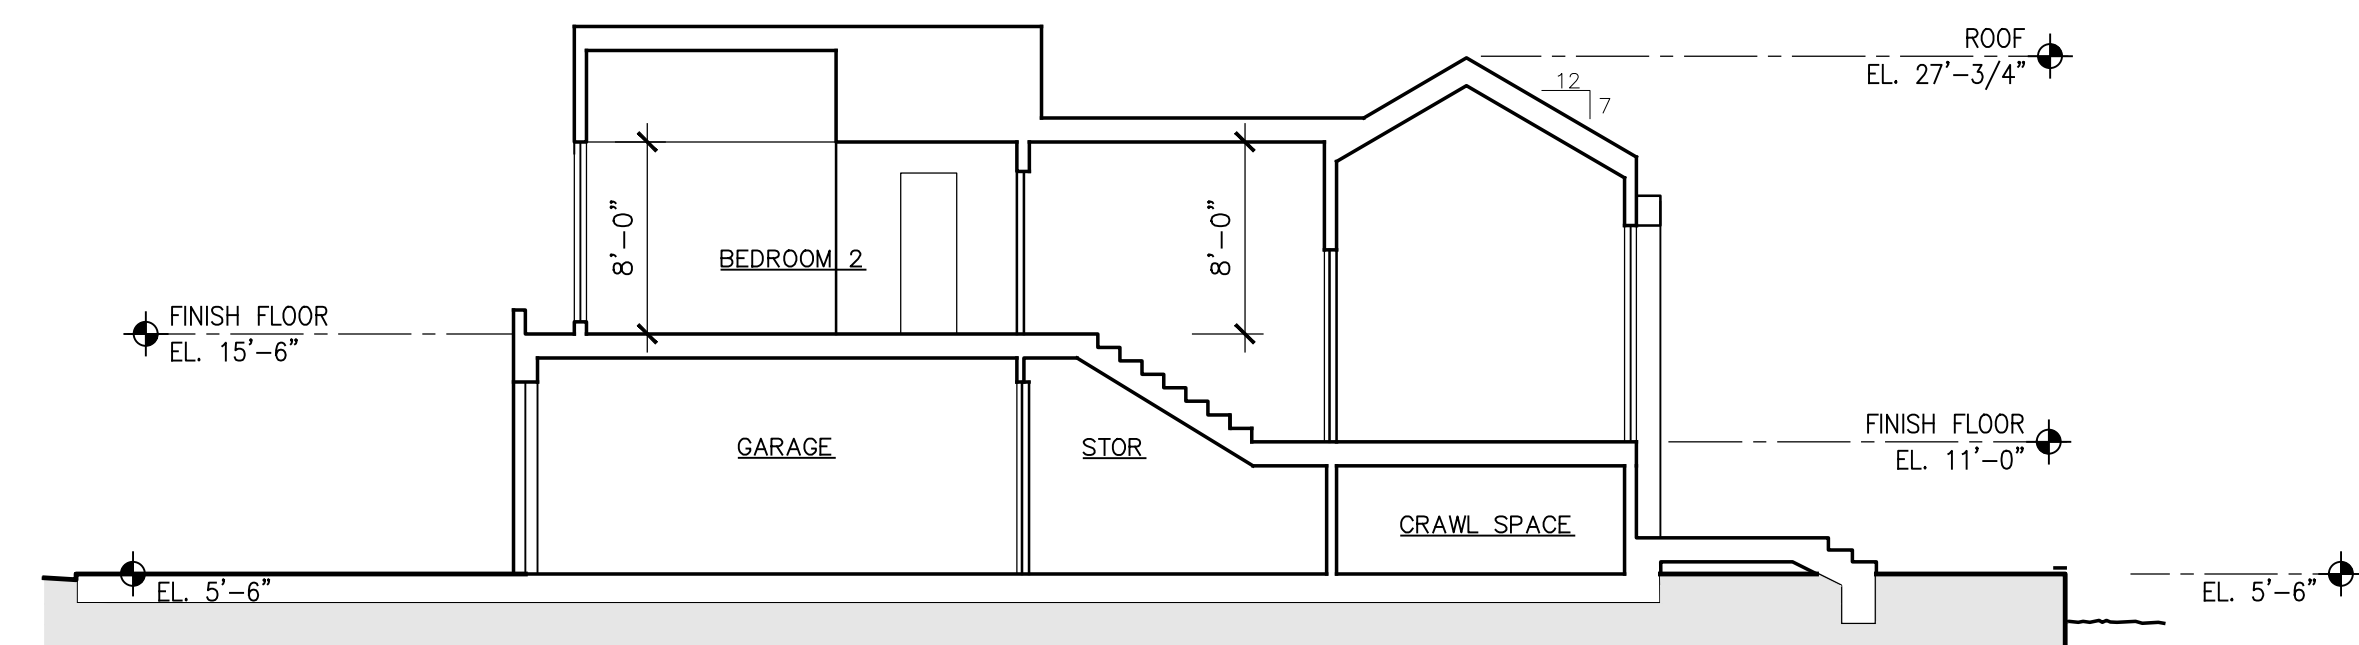 ROOF
EL. 27'-3/4"
12
7
8'-0"
8'-0"
BEDROOM 2
FINISH FLOOR
EL. 15'-6"
GARAGE
STOR
FINISH FLOOR
EL. 11'-0"
CRAWL SPACE
EL. 5'-6"
EL. 5'-6"